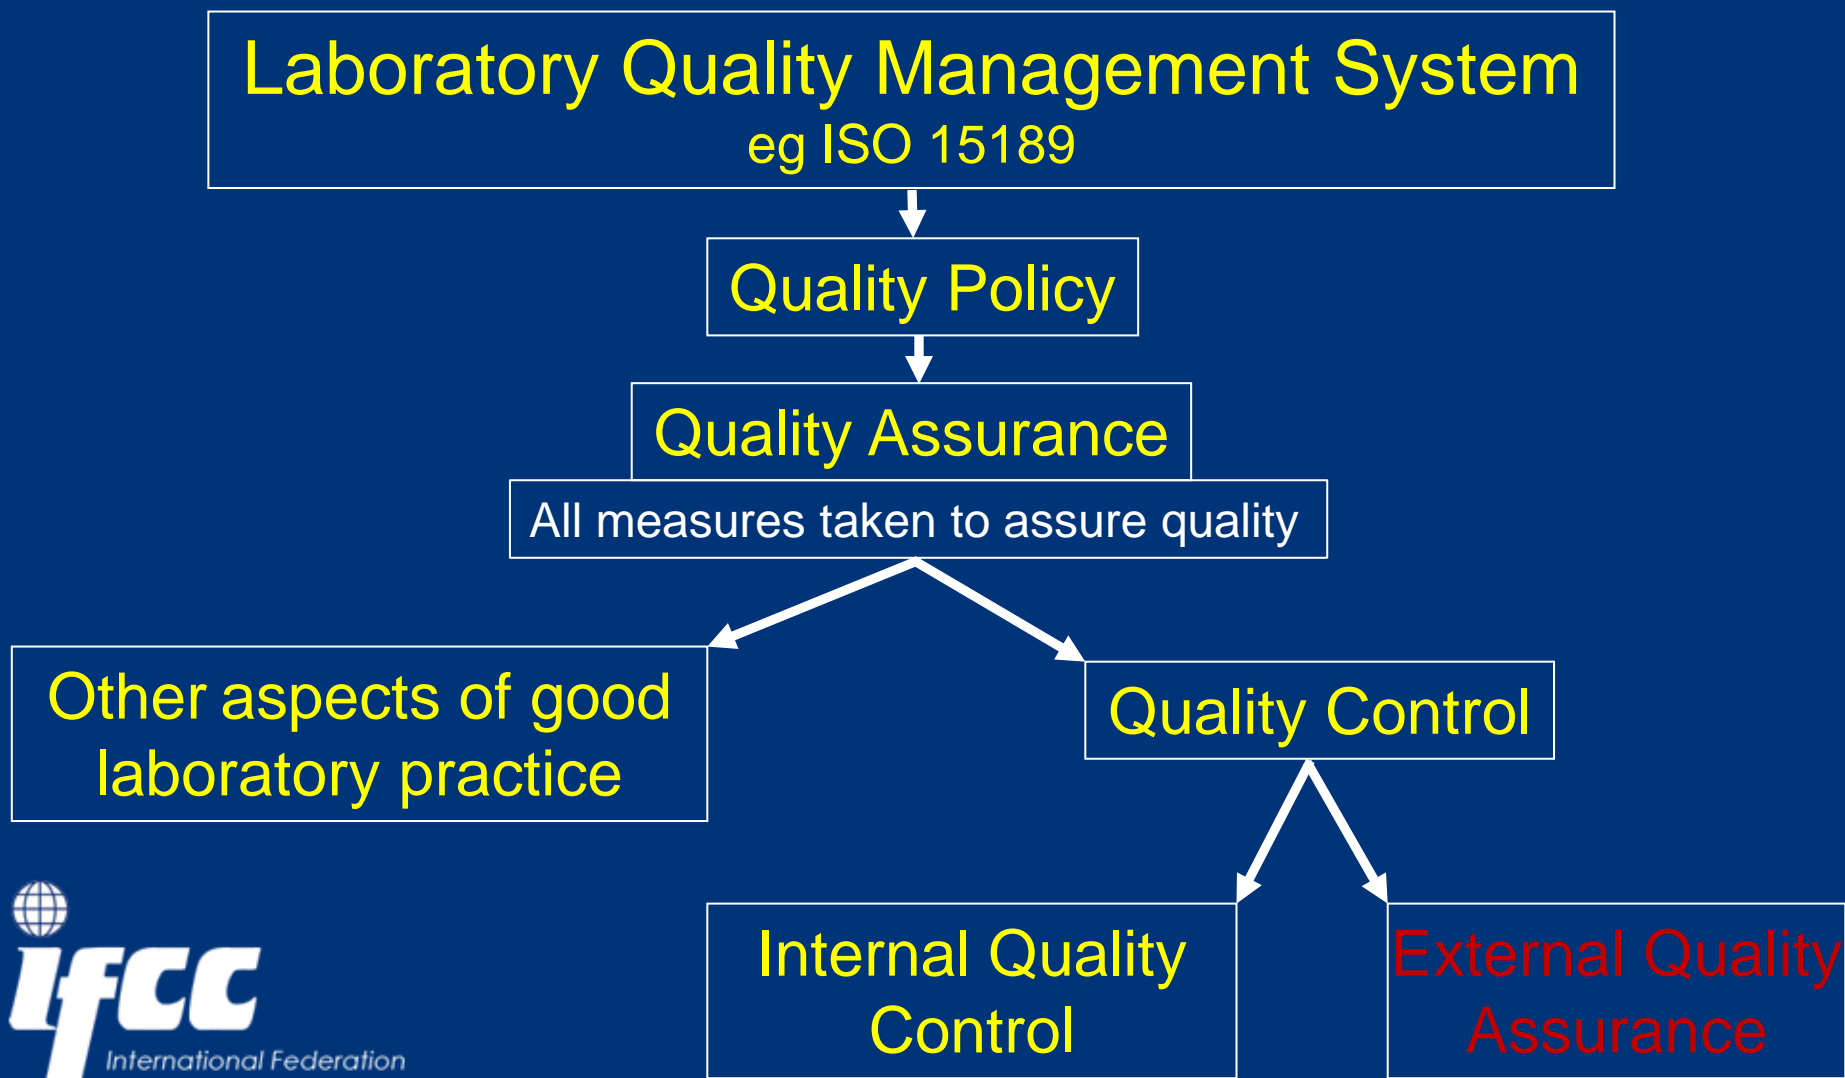 Laboratory Quality Management System
eg ISO 15189
Quality Policy
Quality Assurance
All measures taken to assure quality
Other aspects of good
laboratory practice
Quality Control
Internal Quality
Control
External Quality
Assurance
ifcc
International Federation